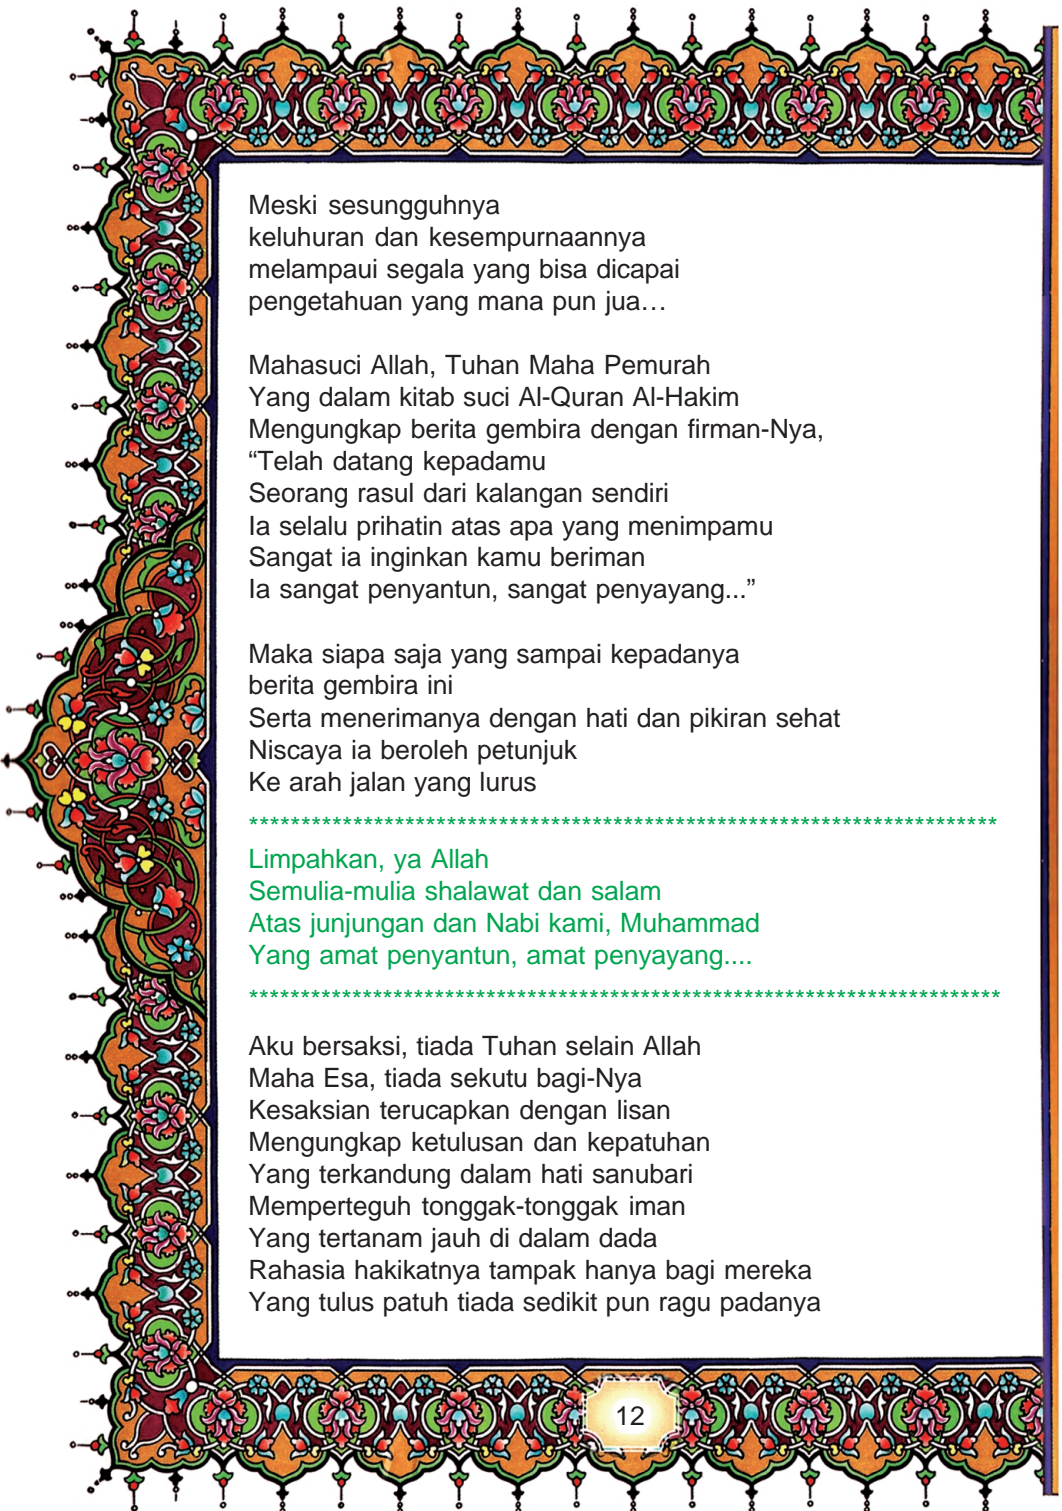 Meski sesungguhnya
keluhuran dan kesempurnaannya
melampaui segala yang bisa dicapai
pengetahuan yang mana pun jua…
Mahasuci Allah, Tuhan Maha Pemurah
Yang dalam kitab suci Al-Quran Al-Hakim
Mengungkap berita gembira dengan firman-Nya,
“Telah datang kepadamu
Seorang rasul dari kalangan sendiri
Ia selalu prihatin atas apa yang menimpamu
Sangat ia inginkan kamu beriman
Ia sangat penyantun, sangat penyayang...”
Maka siapa saja yang sampai kepadanya
berita gembira ini
Serta menerimanya dengan hati dan pikiran sehat
Niscaya ia beroleh petunjuk
Ke arah jalan yang lurus
**************************************************************************
Limpahkan, ya Allah
Semulia-mulia shalawat dan salam
Atas junjungan dan Nabi kami, Muhammad
Yang amat penyantun, amat penyayang....
**************************************************************************
Aku bersaksi, tiada Tuhan selain Allah
Maha Esa, tiada sekutu bagi-Nya
Kesaksian terucapkan dengan lisan
Mengungkap ketulusan dan kepatuhan
Yang terkandung dalam hati sanubari
Memperteguh tonggak-tonggak iman
Yang tertanam jauh di dalam dada
Rahasia hakikatnya tampak hanya bagi mereka
Yang tulus patuh tiada sedikit pun ragu padanya
12